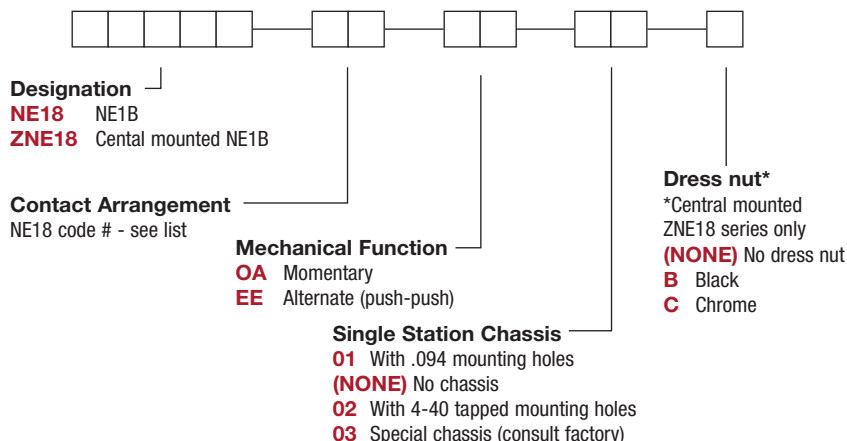 Designation
NE18 NE1B
ZNE18 Cental mounted NE1B
Contact Arrangement
NE18 code # - see list
Mechanical Function
OA Momentary
EE Alternate (push-push)
Single Station Chassis
01 With .094 mounting holes
(NONE) No chassis
02 With 4-40 tapped mounting holes
03 Special chassis (consult factory)
Dress nut*
*Central mounted
ZNE18 series only
(NONE) No dress nut
B Black
C Chrome